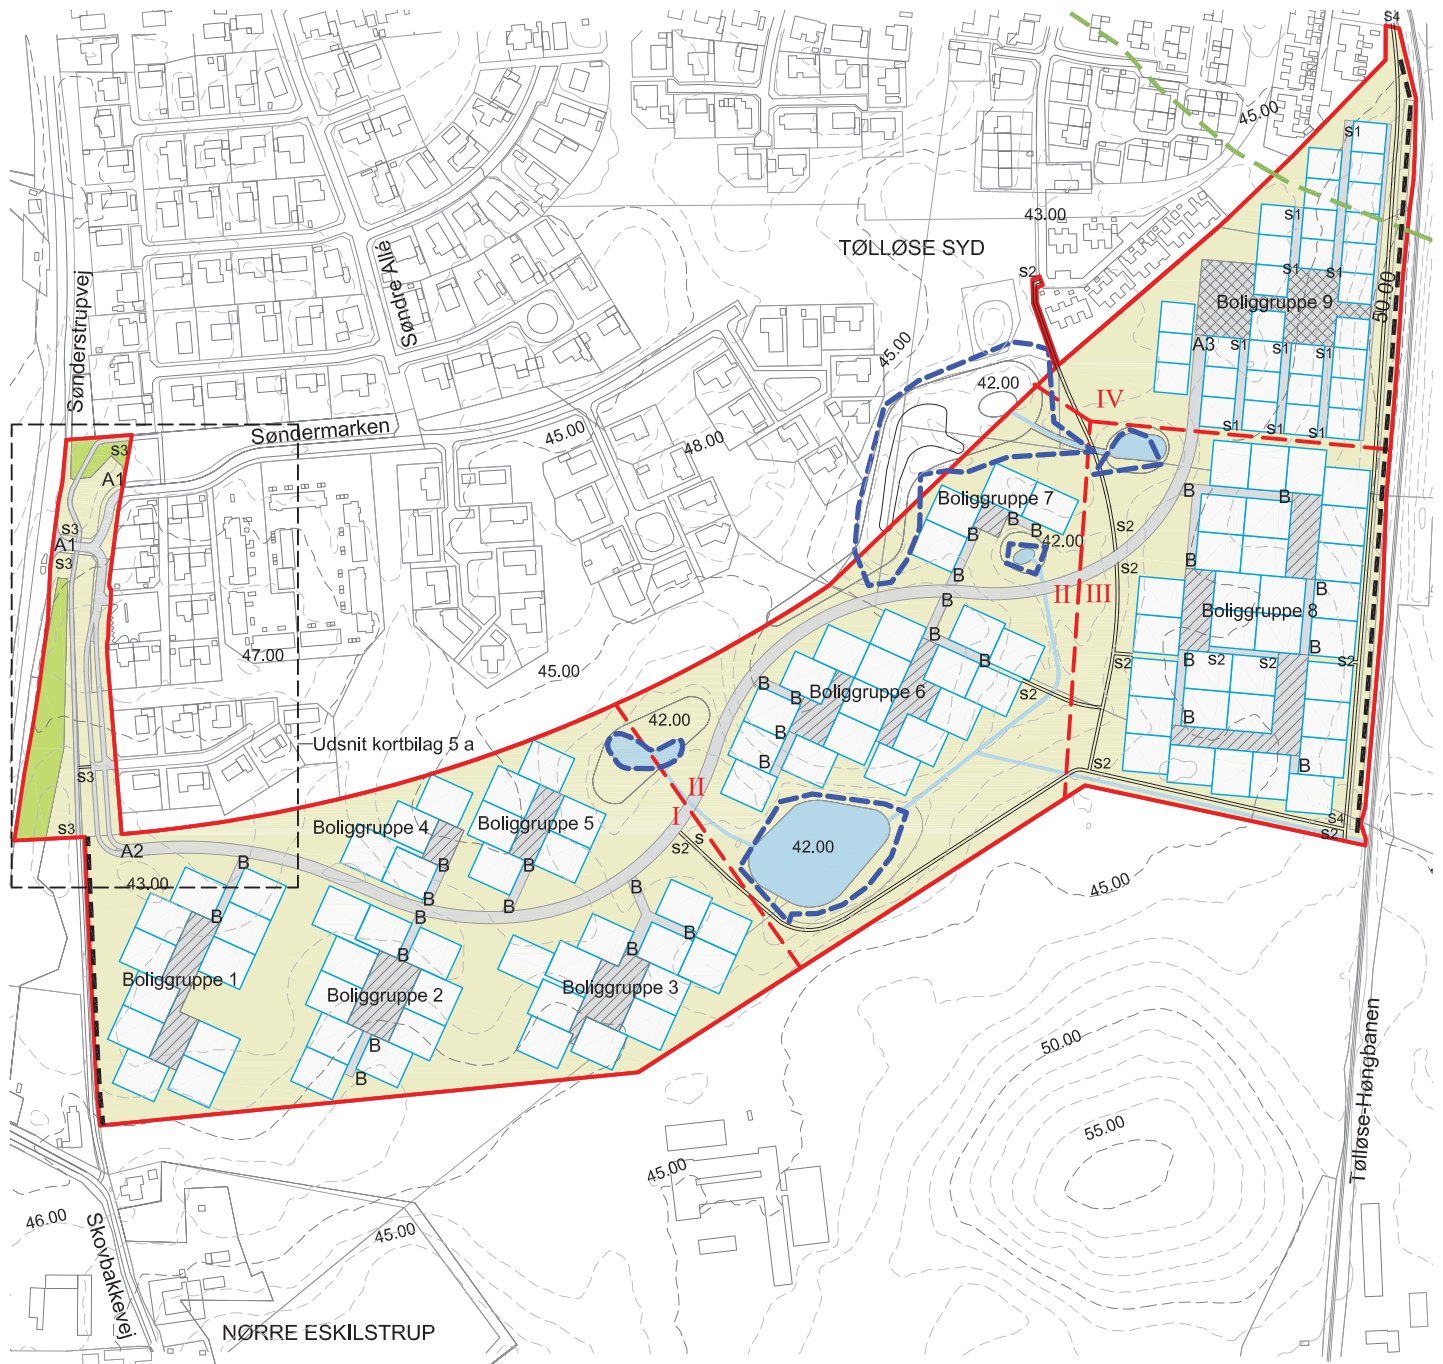 S4
45.00
S1
43.00
TØLLØSE SYD
S1
S2
S1
S1
50.00
Boliggruppe 9
Sønderstrupvej
Søndre Allé
45.00
A3
S1
S1
S1
42.00
IV
Søndermarken
45.00
48.00
S1
S1
S1
S3
A1
Boliggruppe 7
B
B
B
B
B
S2
S3
A1
S3
42.00
B
B
S2
B
II
III
B
B
Boliggruppe 8
B
B
47.00
45.00
B
B
S2
S2
S2
S2
B
B
Boliggruppe 6
S2
42.00
B
B
B
Udsnit kortbilag 5 a
S3
B
S2
II
I
Boliggruppe 4
Boliggruppe 5
S3
S
S2
42.00
S4
S2
A2
B
B
B
43.00
B
B
B
45.00
B
B
B
B
B
Boliggruppe 1
Boliggruppe 2
Boliggruppe 3
B
B
50.00
55.00
Tølløse-Høngbanen
45.00
46.00
45.00
Skovbakkevej
NØRRE ESKILSTRUP